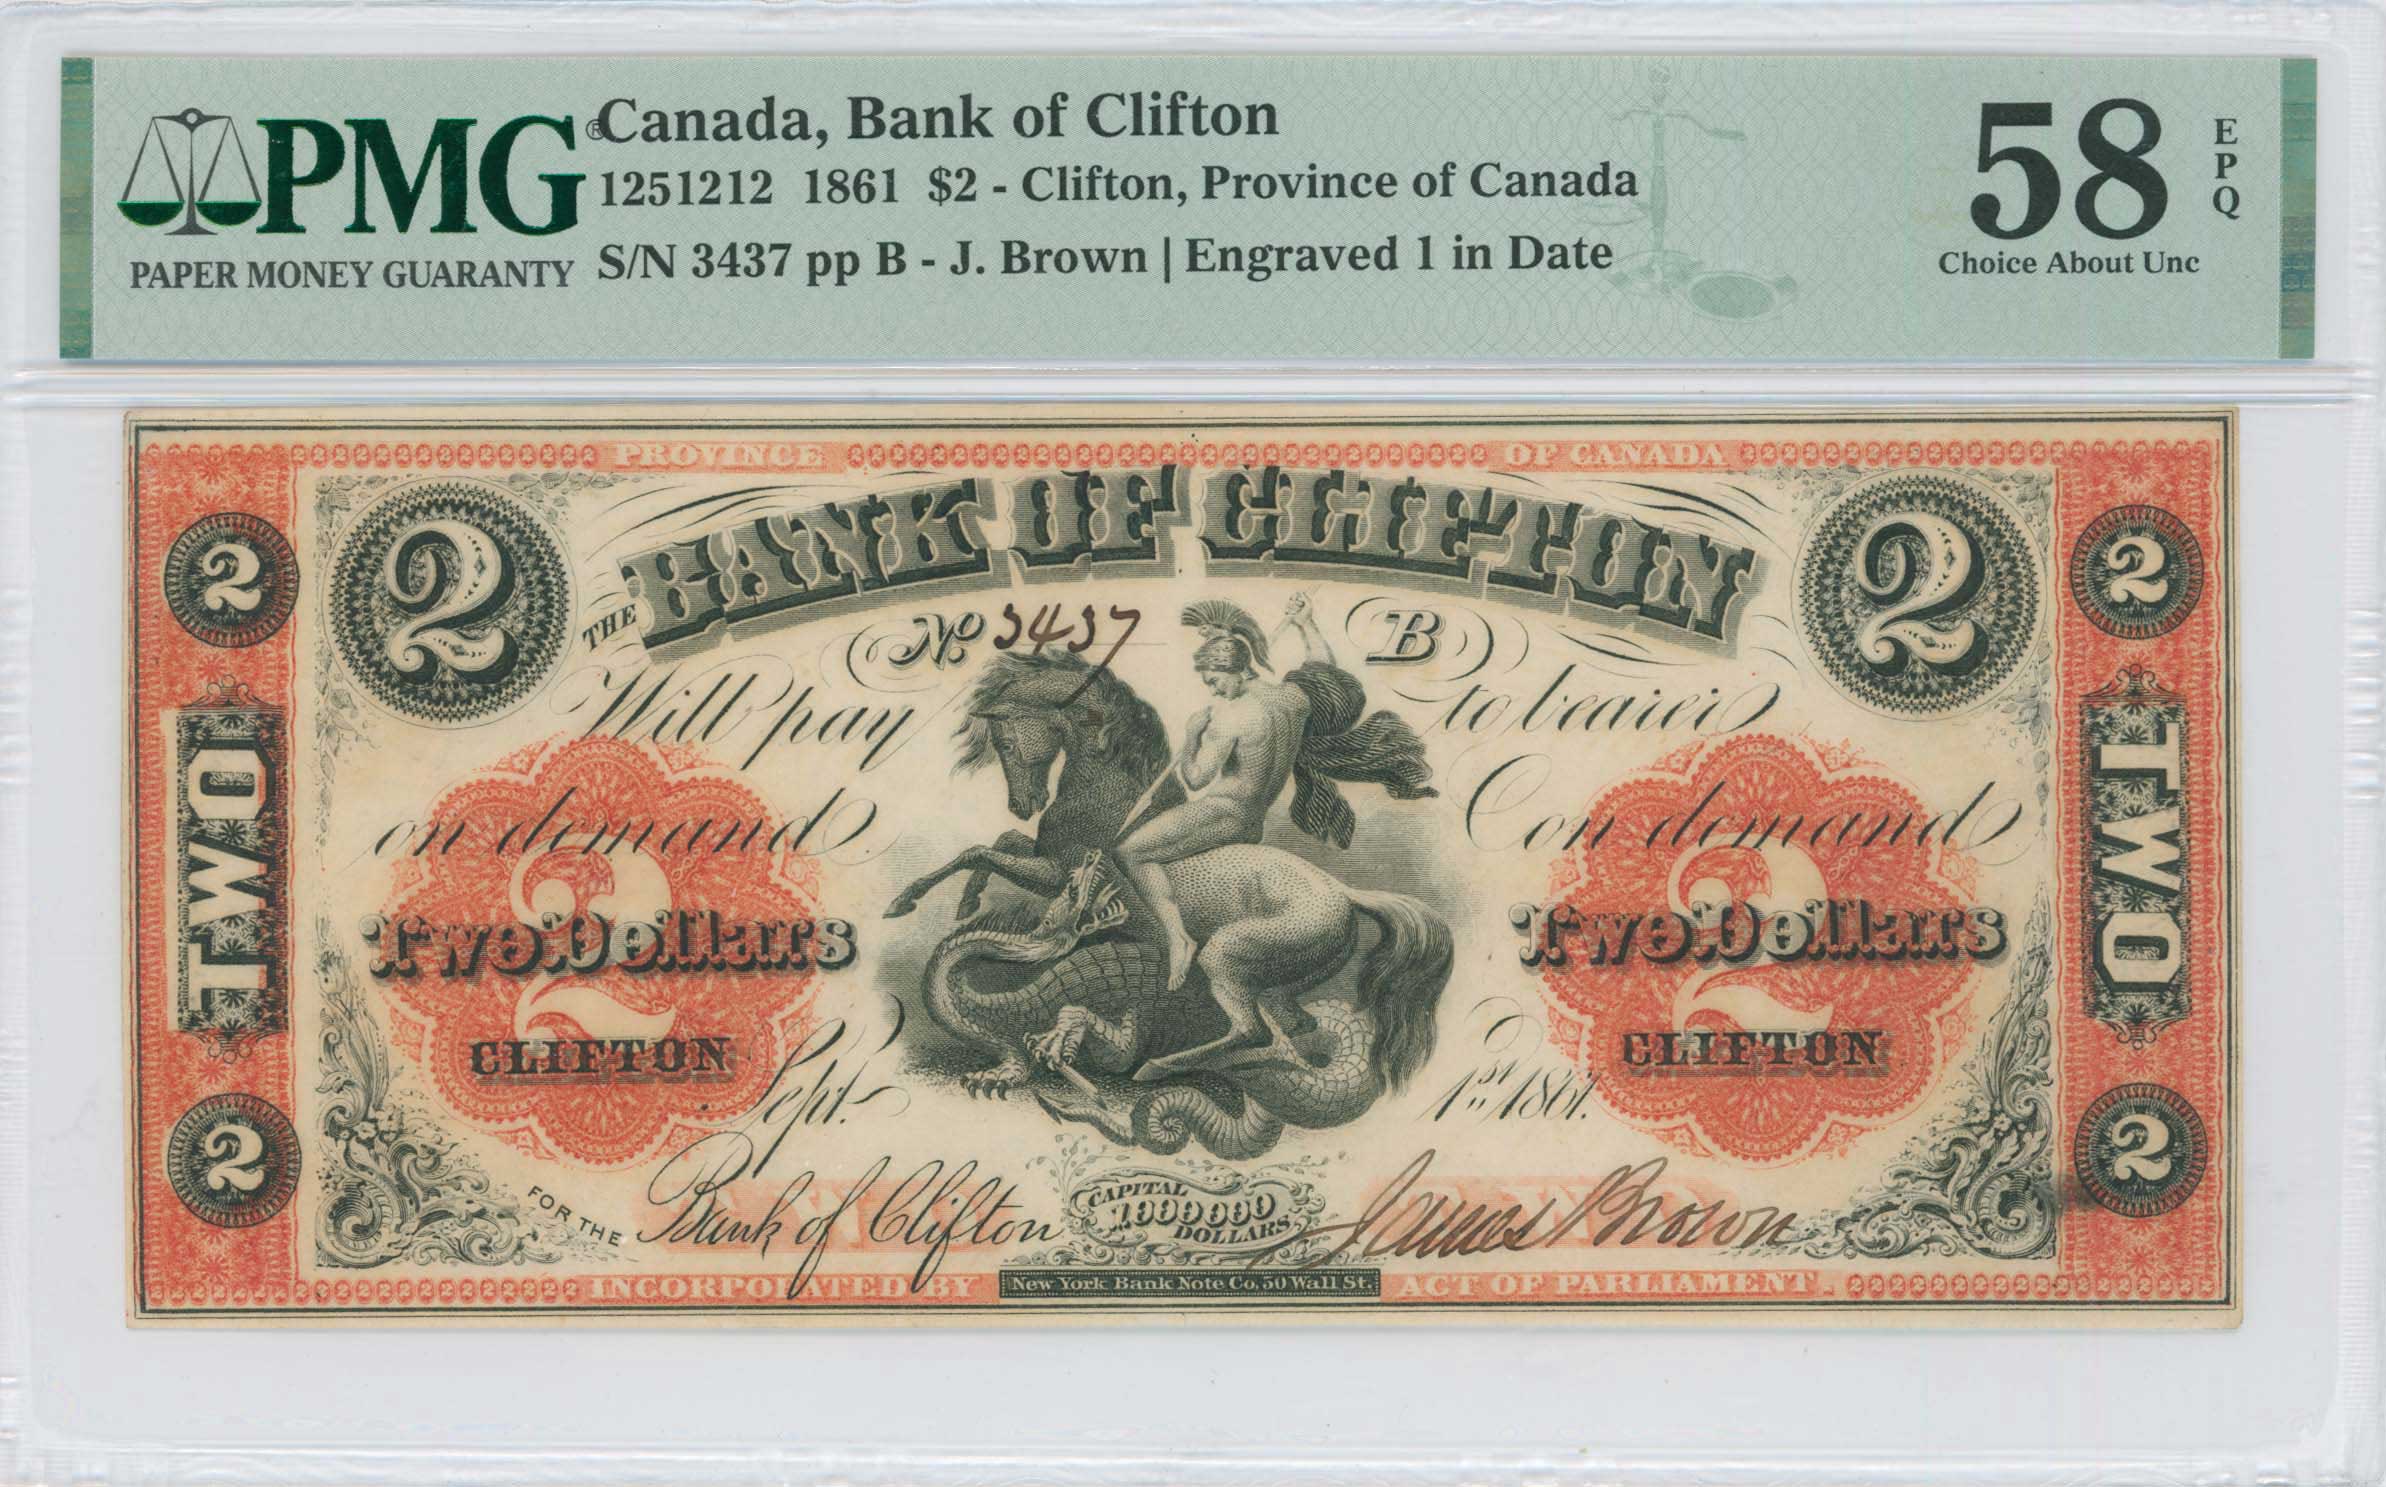 PMG®
PAPER MONEY GUARANTY
Canada, Bank of Clifton
1251212 1861 $2 - Clifton, Province of Canada
S/N 3437 pp B - J. Brown | Engraved 1 in Date
58
EPQ
Choice About Unc
PROVINCE OF CANADA
2 2 2 2
THE BANK OF CLIFTON
No 3437 B
Will pay to bearer
on demand On demand
TWO TWO
2 2
Two Dollars Two Dollars
CLIFTON CLIFTON
Sept. 1st 1861.
2 2
FOR THE Bank of Clifton
CAPITAL
1000000
DOLLARS
James Brown
TWO TWO
INCORPORATED BY ACT OF PARLIAMENT.
New York Bank Note Co. 50 Wall St.